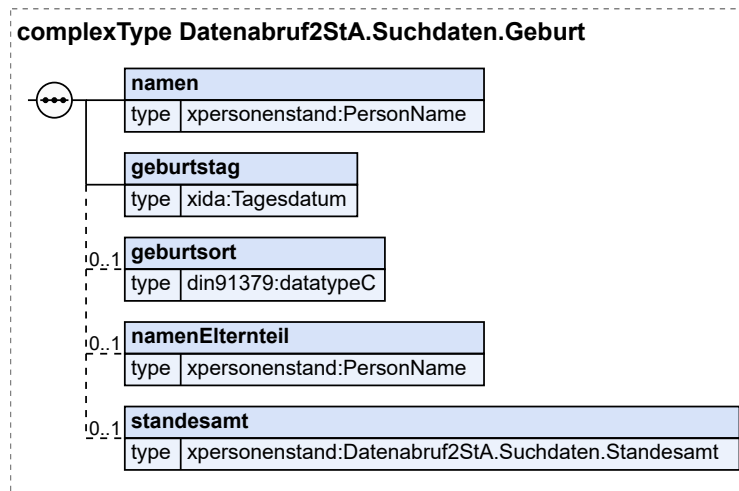 complexType Datenabruf2StA.Suchdaten.Geburt
namen
type xpersonenstand:PersonName
geburtstag
type xida:Tagesdatum
0..1 geburtsort
type din91379:datatypeC
0..1 namenElternteil
type xpersonenstand:PersonName
0..1 standesamt
type xpersonenstand:Datenabruf2StA.Suchdaten.Standesamt